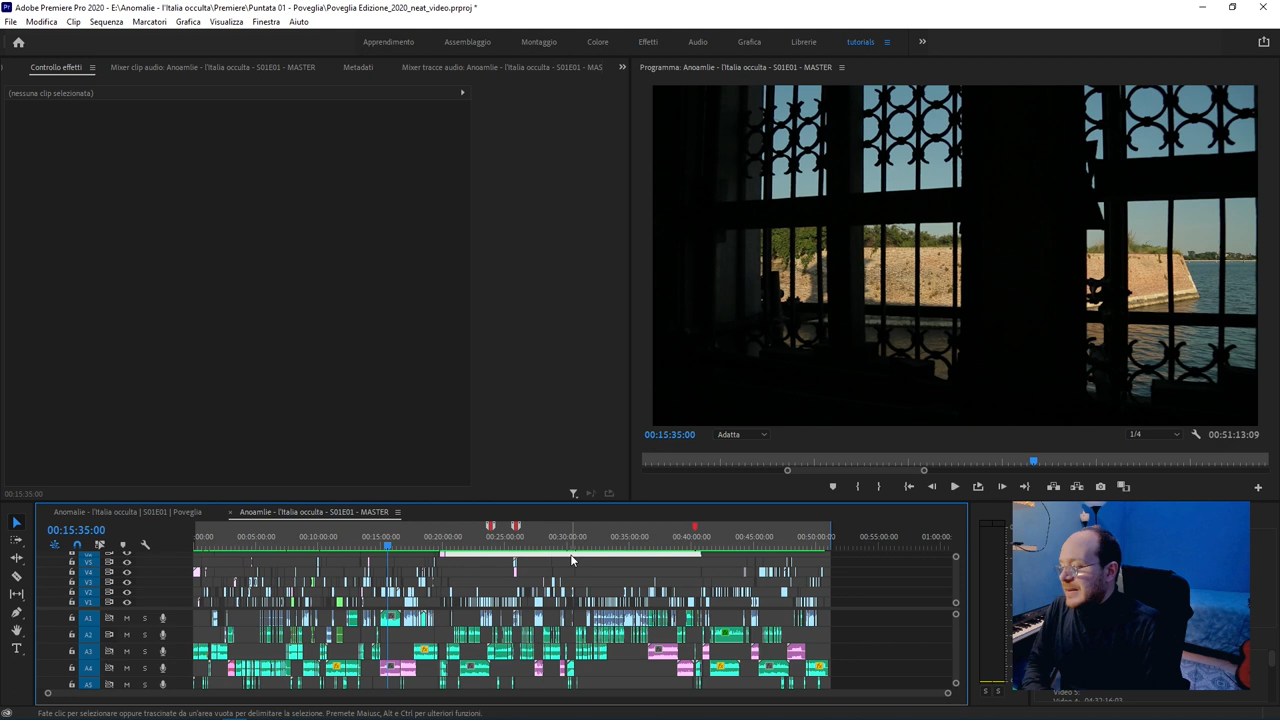 Adobe Premiere Pro 2020 - E:\Anomalie - l'Italia occulta\Premiere\Puntata 01 - Poveglia\Poveglia Edizione_2020_neat_video.prproj *
File Modifica Clip Sequenza Marcatori Grafica Visualizza Finestra Aiuto
Apprendimento Assemblaggio Montaggio Colore Effetti Audio Grafica Librerie tutorials
Controllo effetti Mixer clip audio: Anoamlie - l'Italia occulta - S01E01 - MASTER Metadati Mixer tracce audio: Anoamlie - l'Italia occulta - S01E01 - MAS
Programma: Anoamlie - l'Italia occulta - S01E01 - MASTER
(nessuna clip selezionata)
00:15:35:00 Adatta 1/4 00:51:13:09
00:15:35:00
Anomalie - l'Italia occulta | S01E01 | Poveglia × Anoamlie - l'Italia occulta - S01E01 - MASTER
00:15:35:00
:00:00 00:05:00:00 00:10:00:00 00:15:00:00 00:20:00:00 00:25:00:00 00:30:00:00 00:35:00:00 00:40:00:00 00:45:00:00 00:50:00:00 00:55:00:00 01:00:00:00
V5
V4
V3
V2
V1
A1 M S
A2 M S
A3 M S
A4 M S
A5 M S
S S
Video 5:
Fate clic per selezionare oppure trascinate da un'area vuota per delimitare la selezione. Premete Maiusc, Alt e Ctrl per ulteriori funzioni.